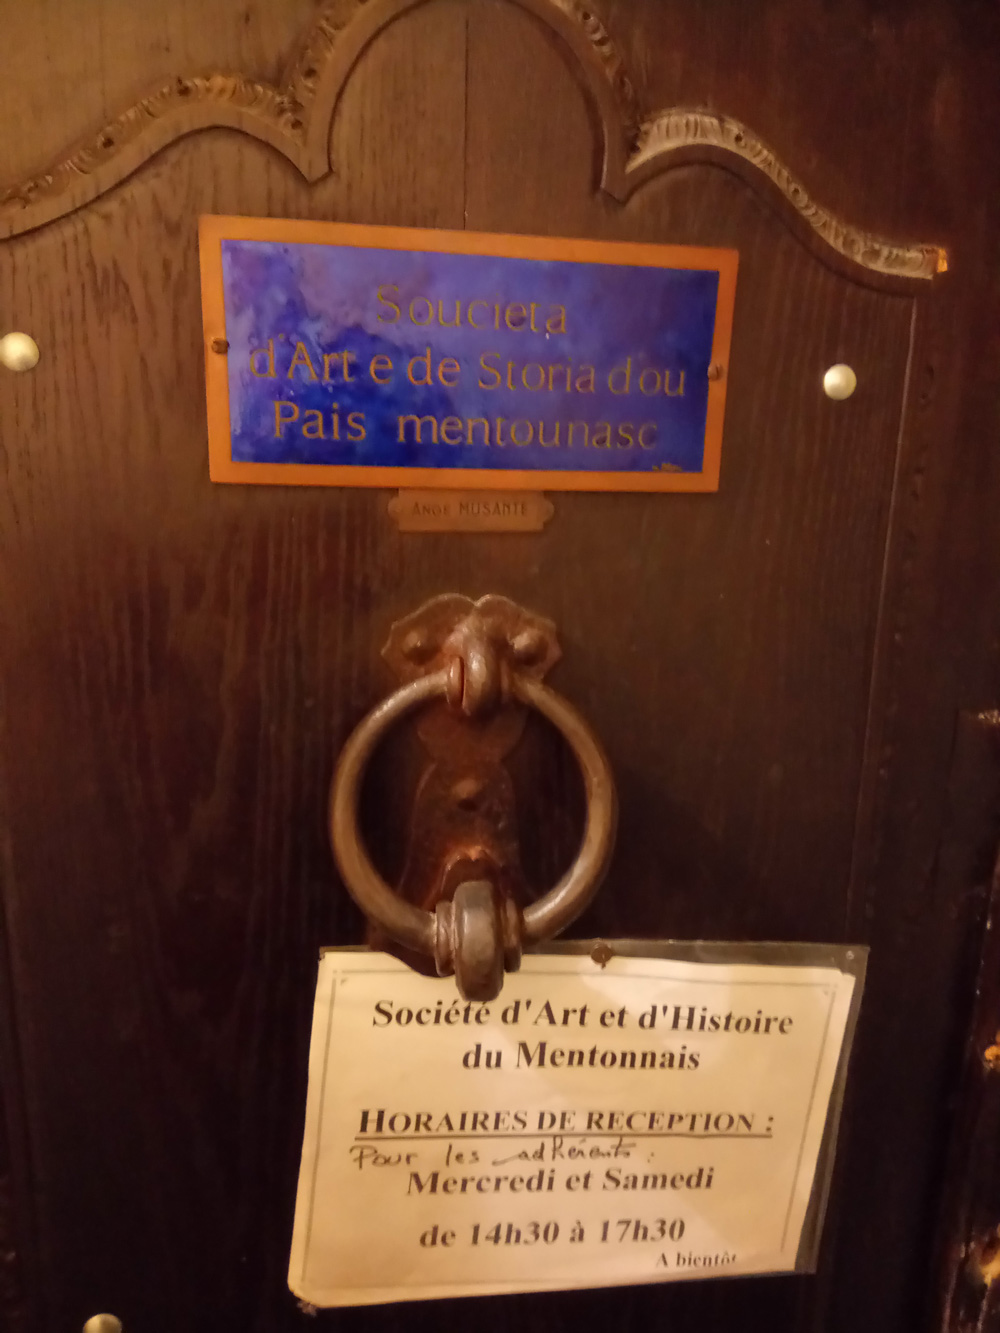 Soucieta
d'Art e de Storia dou
Pais mentounasc
ANGE MUSANTE
Société d'Art et d'Histoire
du Mentonnais
HORAIRES DE RECEPTION :
Pour les adhérents :
Mercredi et Samedi
de 14h30 à 17h30
A bientôt